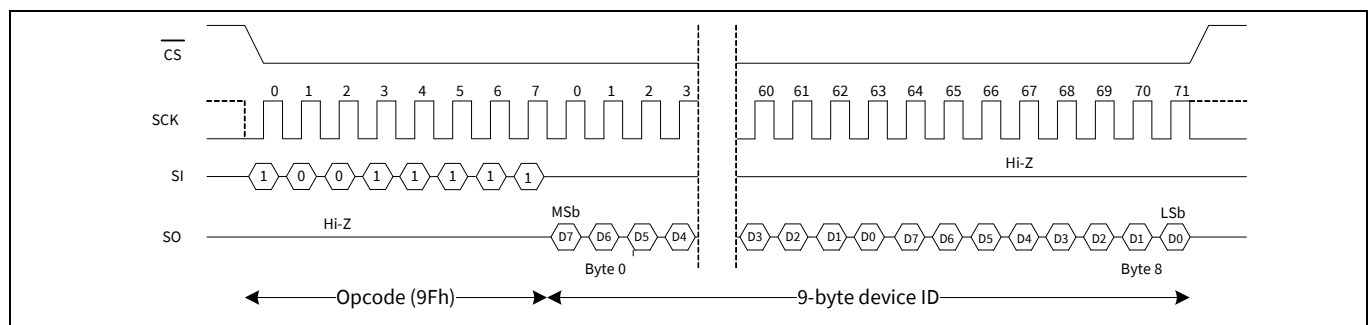 CS
0 1 2 3 4 5 6 7 0 1 2 3 60 61 62 63 64 65 66 67 68 69 70 71
SCK
Hi-Z
SI 1 0 0 1 1 1 1 1
MSb LSb
Hi-Z
SO D7 D6 D5 D4 D3 D2 D1 D0 D7 D6 D5 D4 D3 D2 D1 D0
Byte 0 Byte 8
Opcode (9Fh) 9-byte device ID